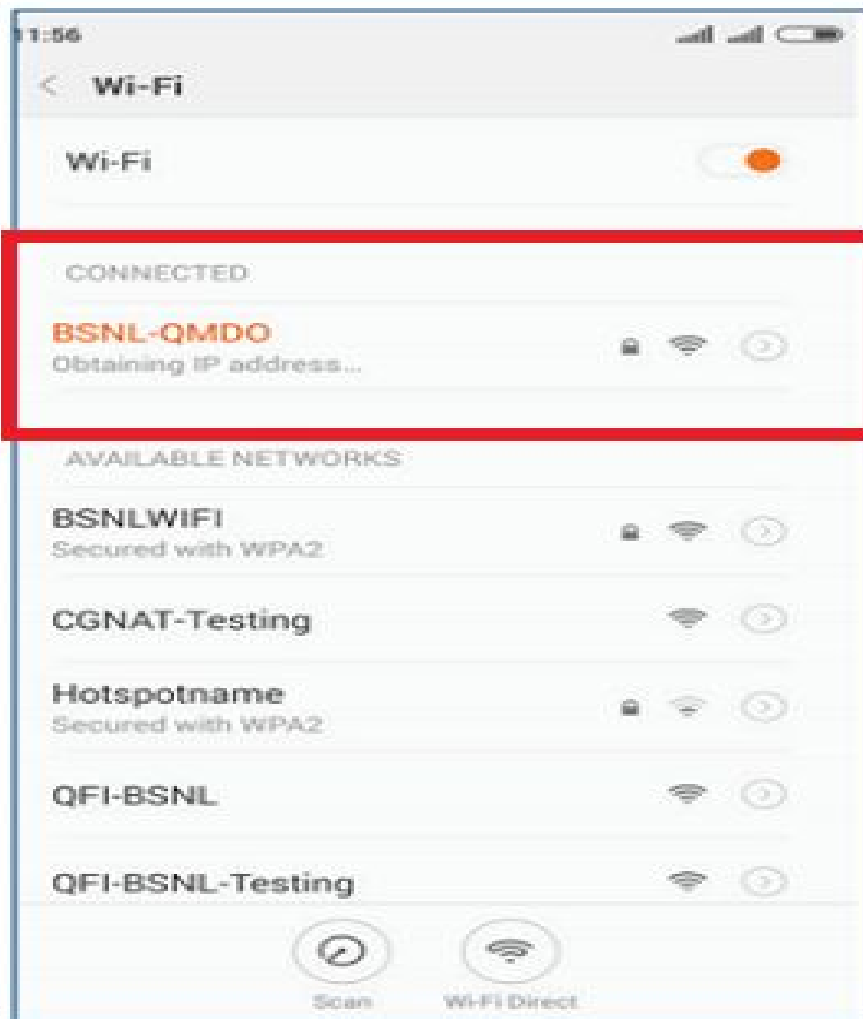 11:56
Wi-Fi
Wi-Fi
CONNECTED
BSNL-QMDO
Obtaining IP address...
AVAILABLE NETWORKS
BSNLWIFI
Secured with WPA2
CGNAT-Testing
Hotspotname
Secured with WPA2
QFI-BSNL
QFI-BSNL-Testing
Scan Wi-Fi Direct